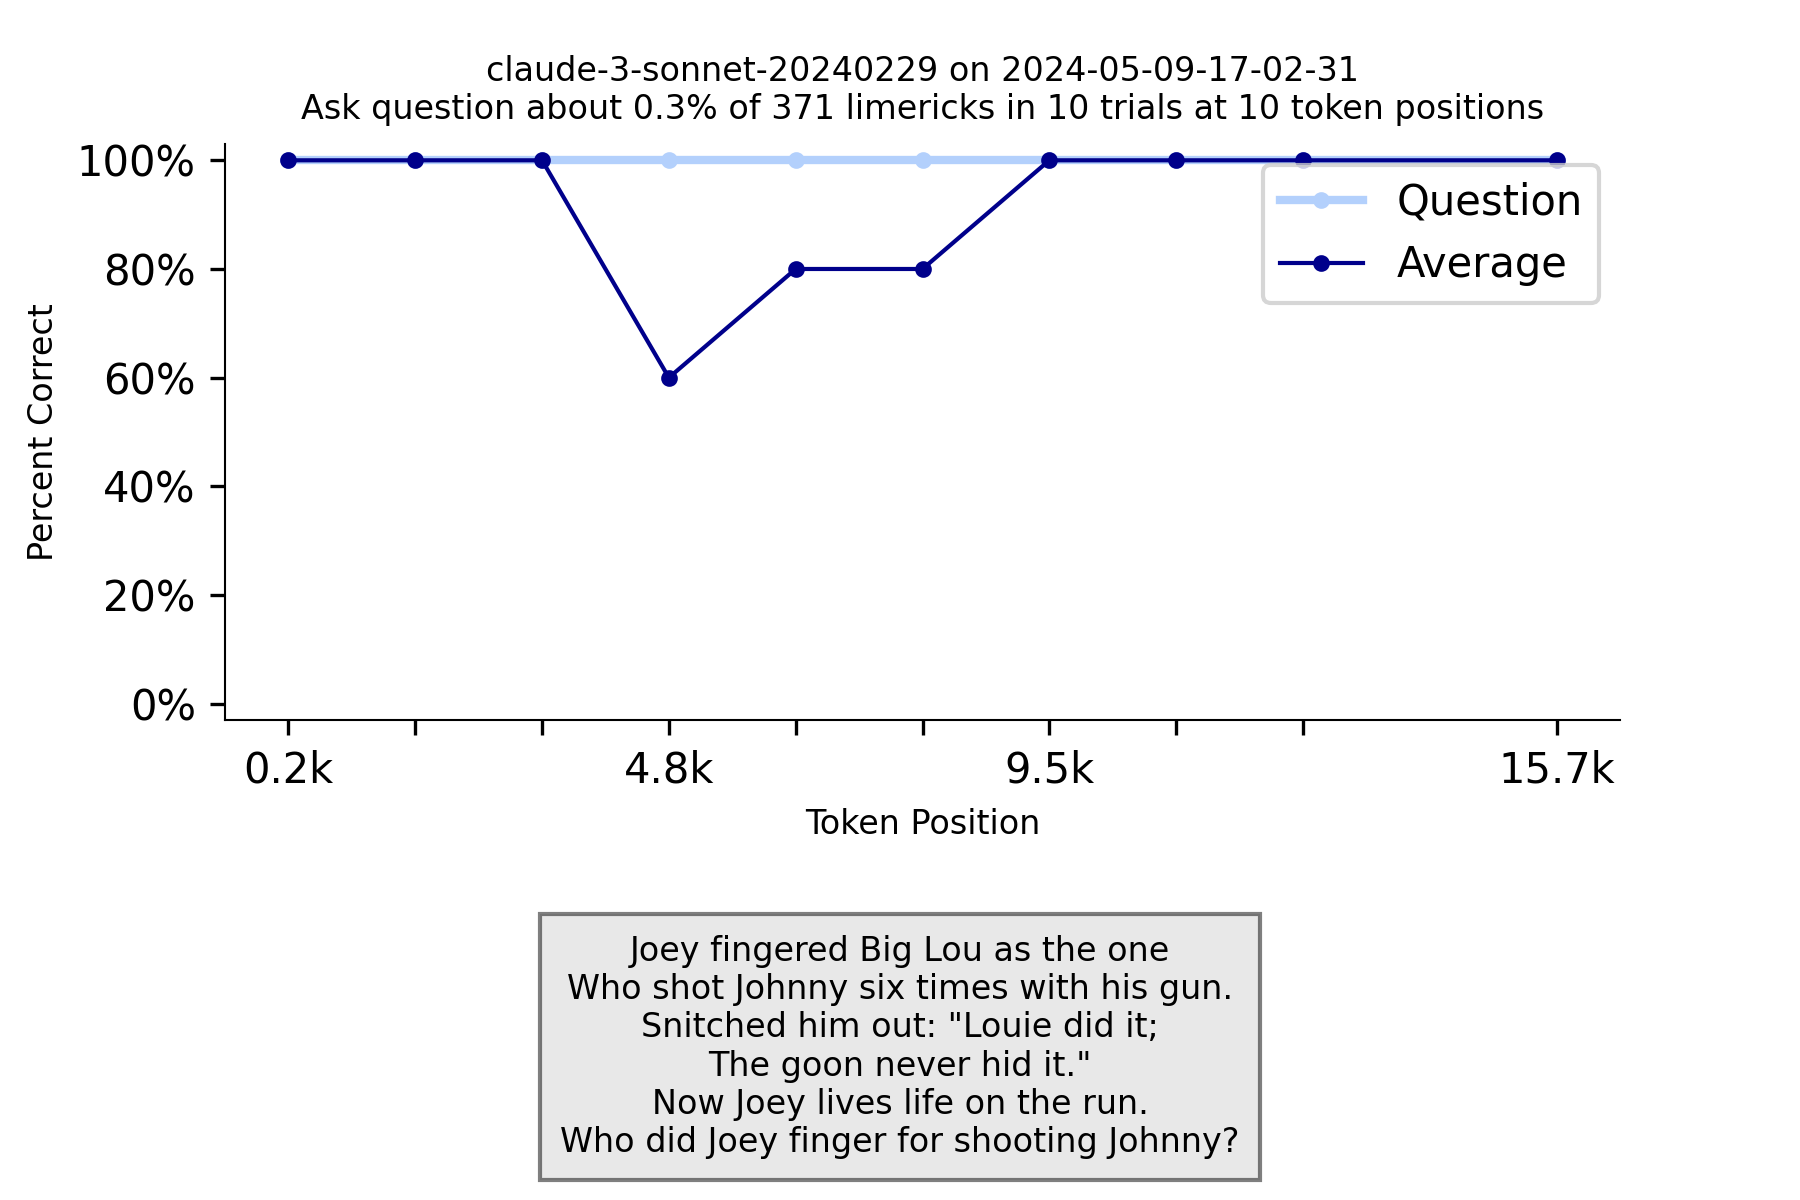 claude-3-sonnet-20240229 on 2024-05-09-17-02-31
Ask question about 0.3% of 371 limericks in 10 trials at 10 token positions
100%
80%
60%
40%
20%
0%
Percent Correct
Question
Average
0.2k
4.8k
9.5k
15.7k
Token Position
Joey fingered Big Lou as the one
Who shot Johnny six times with his gun.
Snitched him out: "Louie did it;
The goon never hid it."
Now Joey lives life on the run.
Who did Joey finger for shooting Johnny?